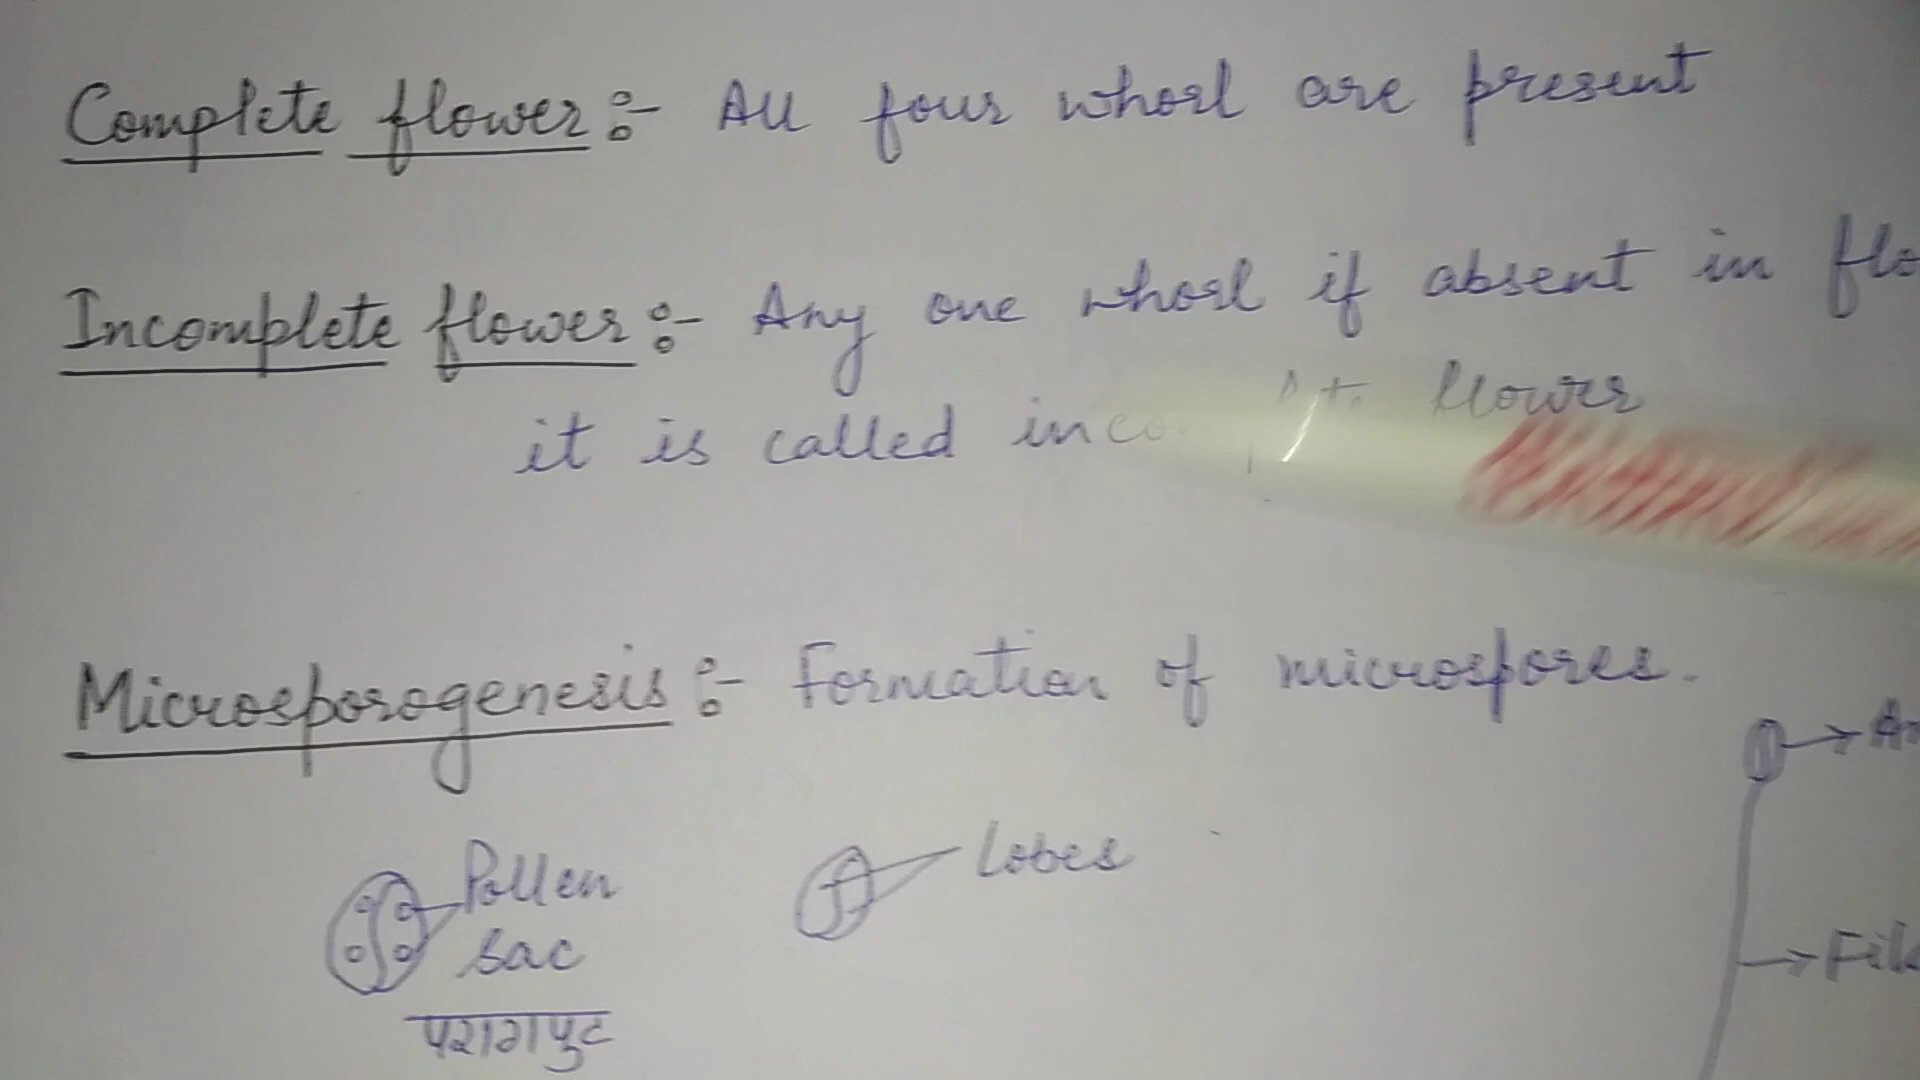 Complete flower :- All four whorl are present
Incomplete flower :- Any one whorl if absent in flo
it is called flower
Microsporogenesis :- Formation of microspores.
Pollen
sac
परागपुट
Lobes